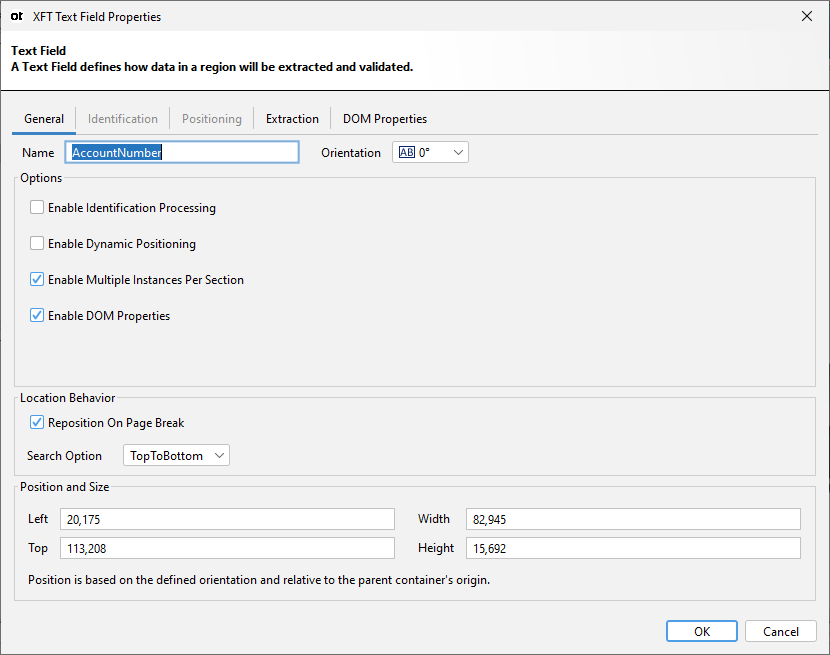 ot XFT Text Field Properties
Text Field
A Text Field defines how data in a region will be extracted and validated.
General Identification Positioning Extraction DOM Properties
Name AccountNumber Orientation AB 0°
Options
Enable Identification Processing
Enable Dynamic Positioning
Enable Multiple Instances Per Section
Enable DOM Properties
Location Behavior
Reposition On Page Break
Search Option TopToBottom
Position and Size
Left 20,175 Width 82,945
Top 113,208 Height 15,692
Position is based on the defined orientation and relative to the parent container's origin.
OK Cancel